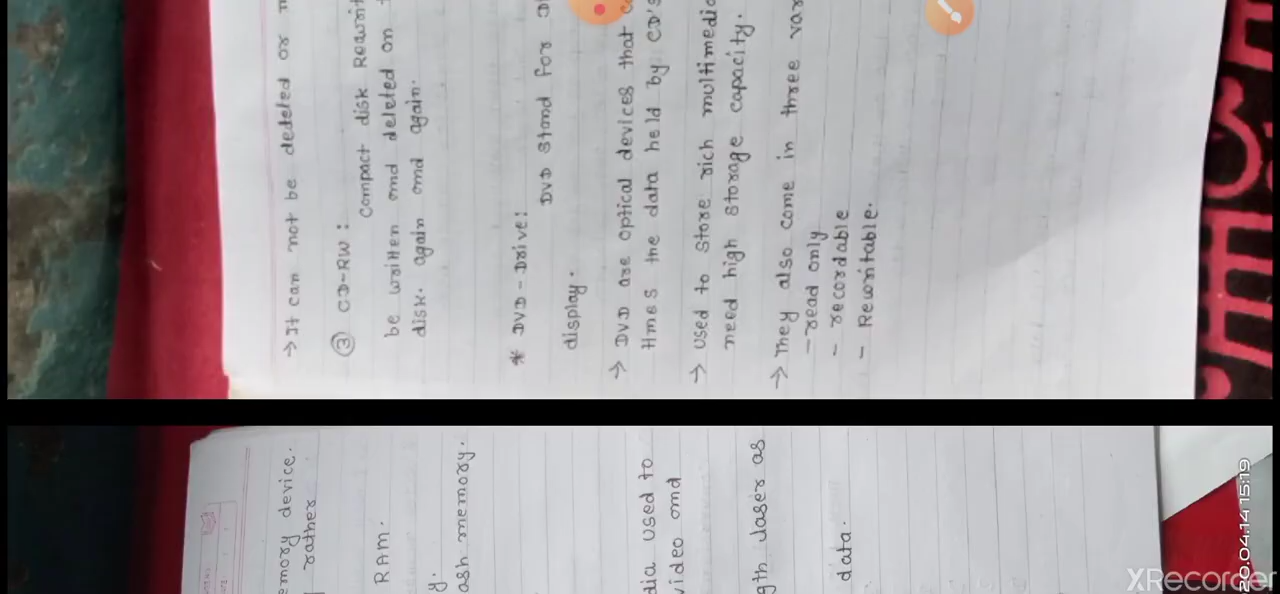 → It can not be dedeled or
③ CD-RW :
compact disk Rewrit
be written and deleted on
disk. again and again.
* DVD - Drive:
DVD stand for
display.
→ DVD are optical devices that
times the data held by CD's
→ used to store rich multimedia
need high storage capacity.
→ They also come in three var
- read only
- recordable
- Rewritable.
emory device.
rather
RAM.
y.
ash memory.
dia used to
video and
gth laser as
data.
20.04.14 15:19
XRecorder